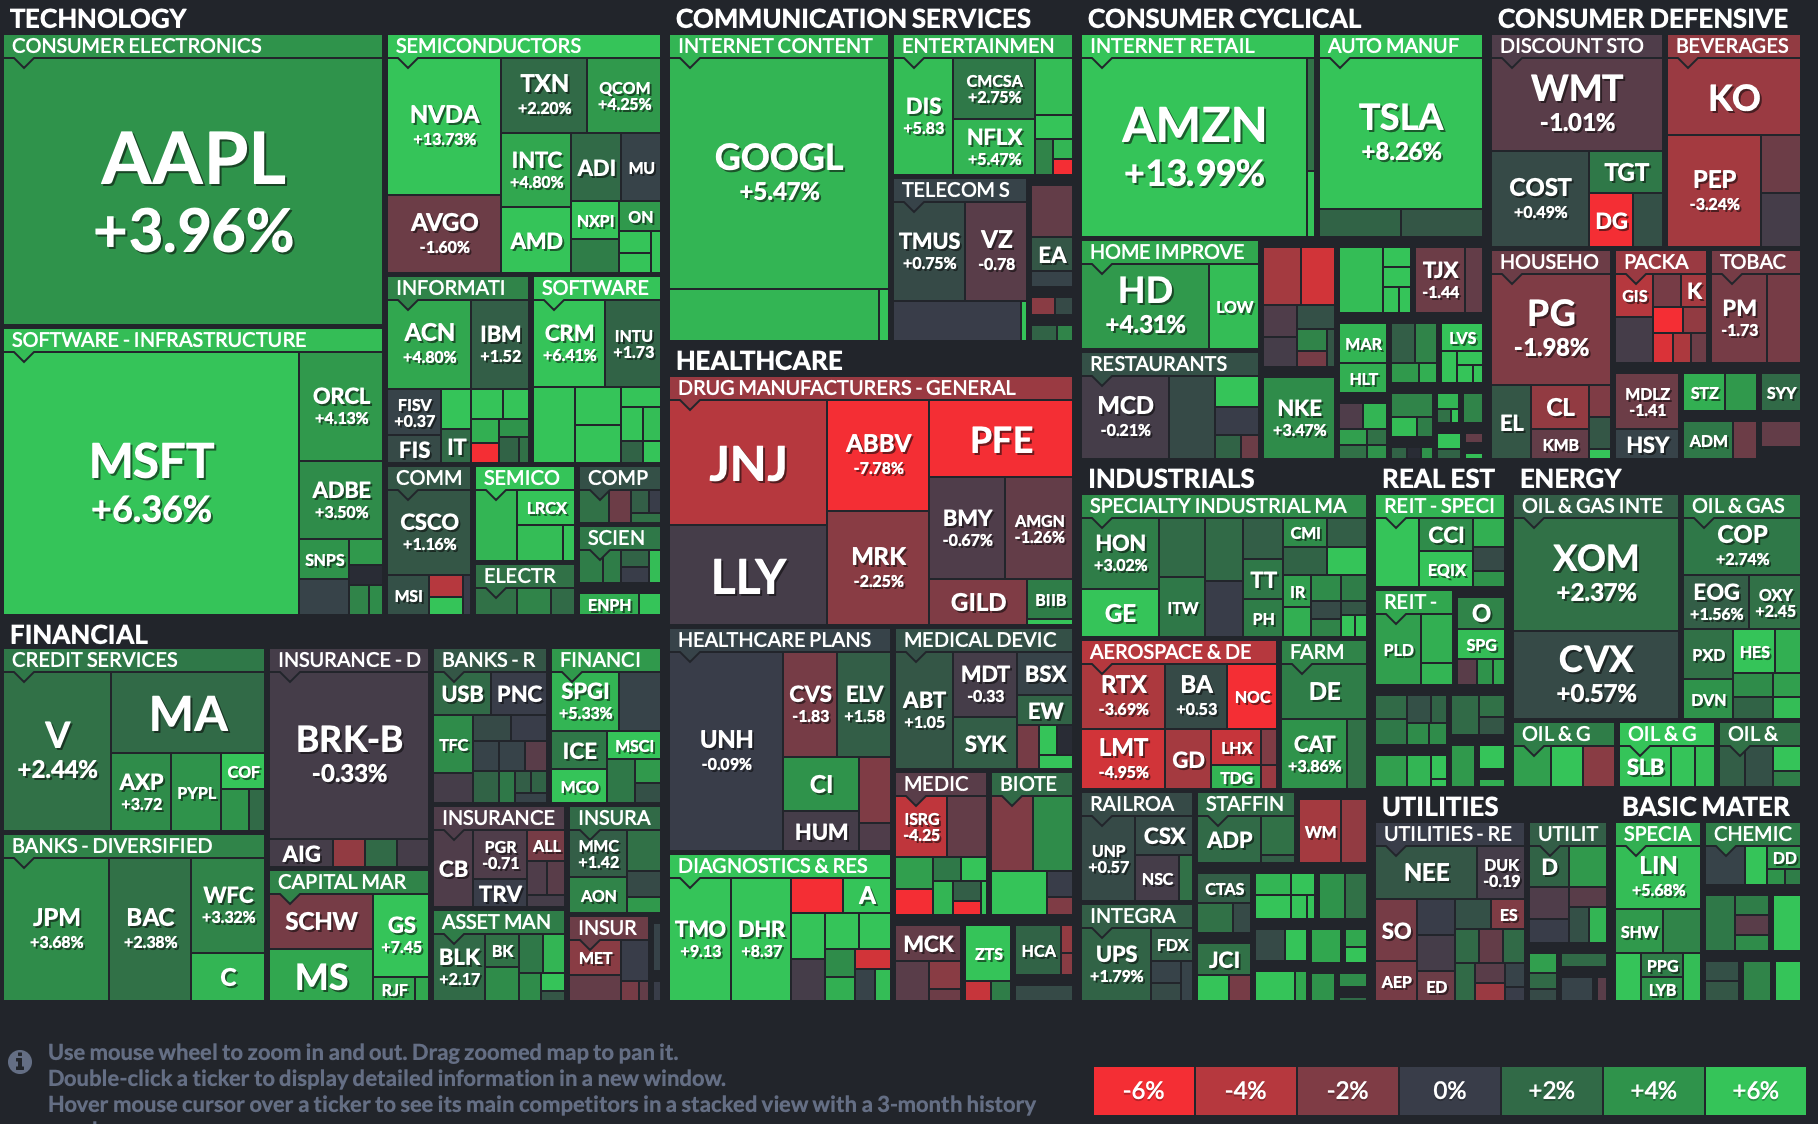 TECHNOLOGY
CONSUMER ELECTRONICS
AAPL
+3.96%
SEMICONDUCTORS
NVDA
+13.73%
TXN
+2.20%
QCOM
+4.25%
INTC
+4.80%
ADI
MU
AVGO
-1.60%
AMD
NXPI
ON
SOFTWARE - INFRASTRUCTURE
MSFT
+6.36%
ORCL
+4.13%
ADBE
+3.50%
SNPS
INFORMATI
ACN
+4.80%
IBM
+1.52
FISV
+0.37
FIS
IT
SOFTWARE
CRM
+6.41%
INTU
+1.73
COMM
CSCO
+1.16%
MSI
SEMICO
LRCX
ELECTR
COMP
SCIEN
ENPH
COMMUNICATION SERVICES
INTERNET CONTENT
GOOGL
+5.47%
ENTERTAINMEN
DIS
+5.83
CMCSA
+2.75%
NFLX
+5.47%
TELECOM S
TMUS
+0.75%
VZ
-0.78
EA
CONSUMER CYCLICAL
INTERNET RETAIL
AMZN
+13.99%
AUTO MANUF
TSLA
+8.26%
HOME IMPROVE
HD
+4.31%
LOW
TJX
-1.44
RESTAURANTS
MCD
-0.21%
NKE
+3.47%
MAR
HLT
LVS
CONSUMER DEFENSIVE
DISCOUNT STO
WMT
-1.01%
COST
+0.49%
TGT
DG
BEVERAGES
KO
PEP
-3.24%
HOUSEHO
PG
-1.98%
EL
CL
KMB
PACKA
GIS
K
TOBAC
PM
-1.73
MDLZ
-1.41
HSY
STZ
SYY
ADM
HEALTHCARE
DRUG MANUFACTURERS - GENERAL
JNJ
ABBV
-7.78%
PFE
LLY
MRK
-2.25%
BMY
-0.67%
AMGN
-1.26%
GILD
BIIB
HEALTHCARE PLANS
UNH
-0.09%
CVS
-1.83
ELV
+1.58
CI
HUM
MEDICAL DEVIC
ABT
+1.05
MDT
-0.33
BSX
EW
SYK
MEDIC
ISRG
-4.25
BIOTE
DIAGNOSTICS & RES
TMO
+9.13
DHR
+8.37
A
MCK
ZTS
HCA
INDUSTRIALS
SPECIALTY INDUSTRIAL MA
HON
+3.02%
GE
ITW
TT
PH
CMI
IR
AEROSPACE & DE
RTX
-3.69%
BA
+0.53
NOC
LMT
-4.95%
GD
LHX
TDG
FARM
DE
CAT
+3.86%
RAILROA
UNP
+0.57
CSX
NSC
STAFFIN
ADP
WM
CTAS
INTEGRA
UPS
+1.79%
FDX
JCI
REAL EST
REIT - SPECI
CCI
EQIX
REIT -
PLD
O
SPG
ENERGY
OIL & GAS INTE
XOM
+2.37%
CVX
+0.57%
OIL & GAS
COP
+2.74%
EOG
+1.56%
OXY
+2.45
PXD
HES
DVN
OIL & G
OIL & G
SLB
OIL &
FINANCIAL
CREDIT SERVICES
V
+2.44%
MA
AXP
+3.72
PYPL
COF
INSURANCE - D
BRK-B
-0.33%
AIG
BANKS - R
USB
PNC
TFC
FINANCI
SPGI
+5.33%
ICE
MSCI
MCO
BANKS - DIVERSIFIED
JPM
+3.68%
BAC
+2.38%
WFC
+3.32%
C
CAPITAL MAR
SCHW
GS
+7.45
MS
RJF
INSURANCE
CB
PGR
-0.71
ALL
TRV
INSURA
MMC
+1.42
AON
ASSET MAN
BLK
+2.17
BK
INSUR
MET
UTILITIES
UTILITIES - RE
NEE
DUK
-0.19
SO
ES
AEP
ED
UTILIT
D
BASIC MATER
SPECIA
LIN
+5.68%
SHW
PPG
LYB
CHEMIC
DD
Use mouse wheel to zoom in and out. Drag zoomed map to pan it.
Double-click a ticker to display detailed information in a new window.
Hover mouse cursor over a ticker to see its main competitors in a stacked view with a 3-month history
-6%
-4%
-2%
0%
+2%
+4%
+6%